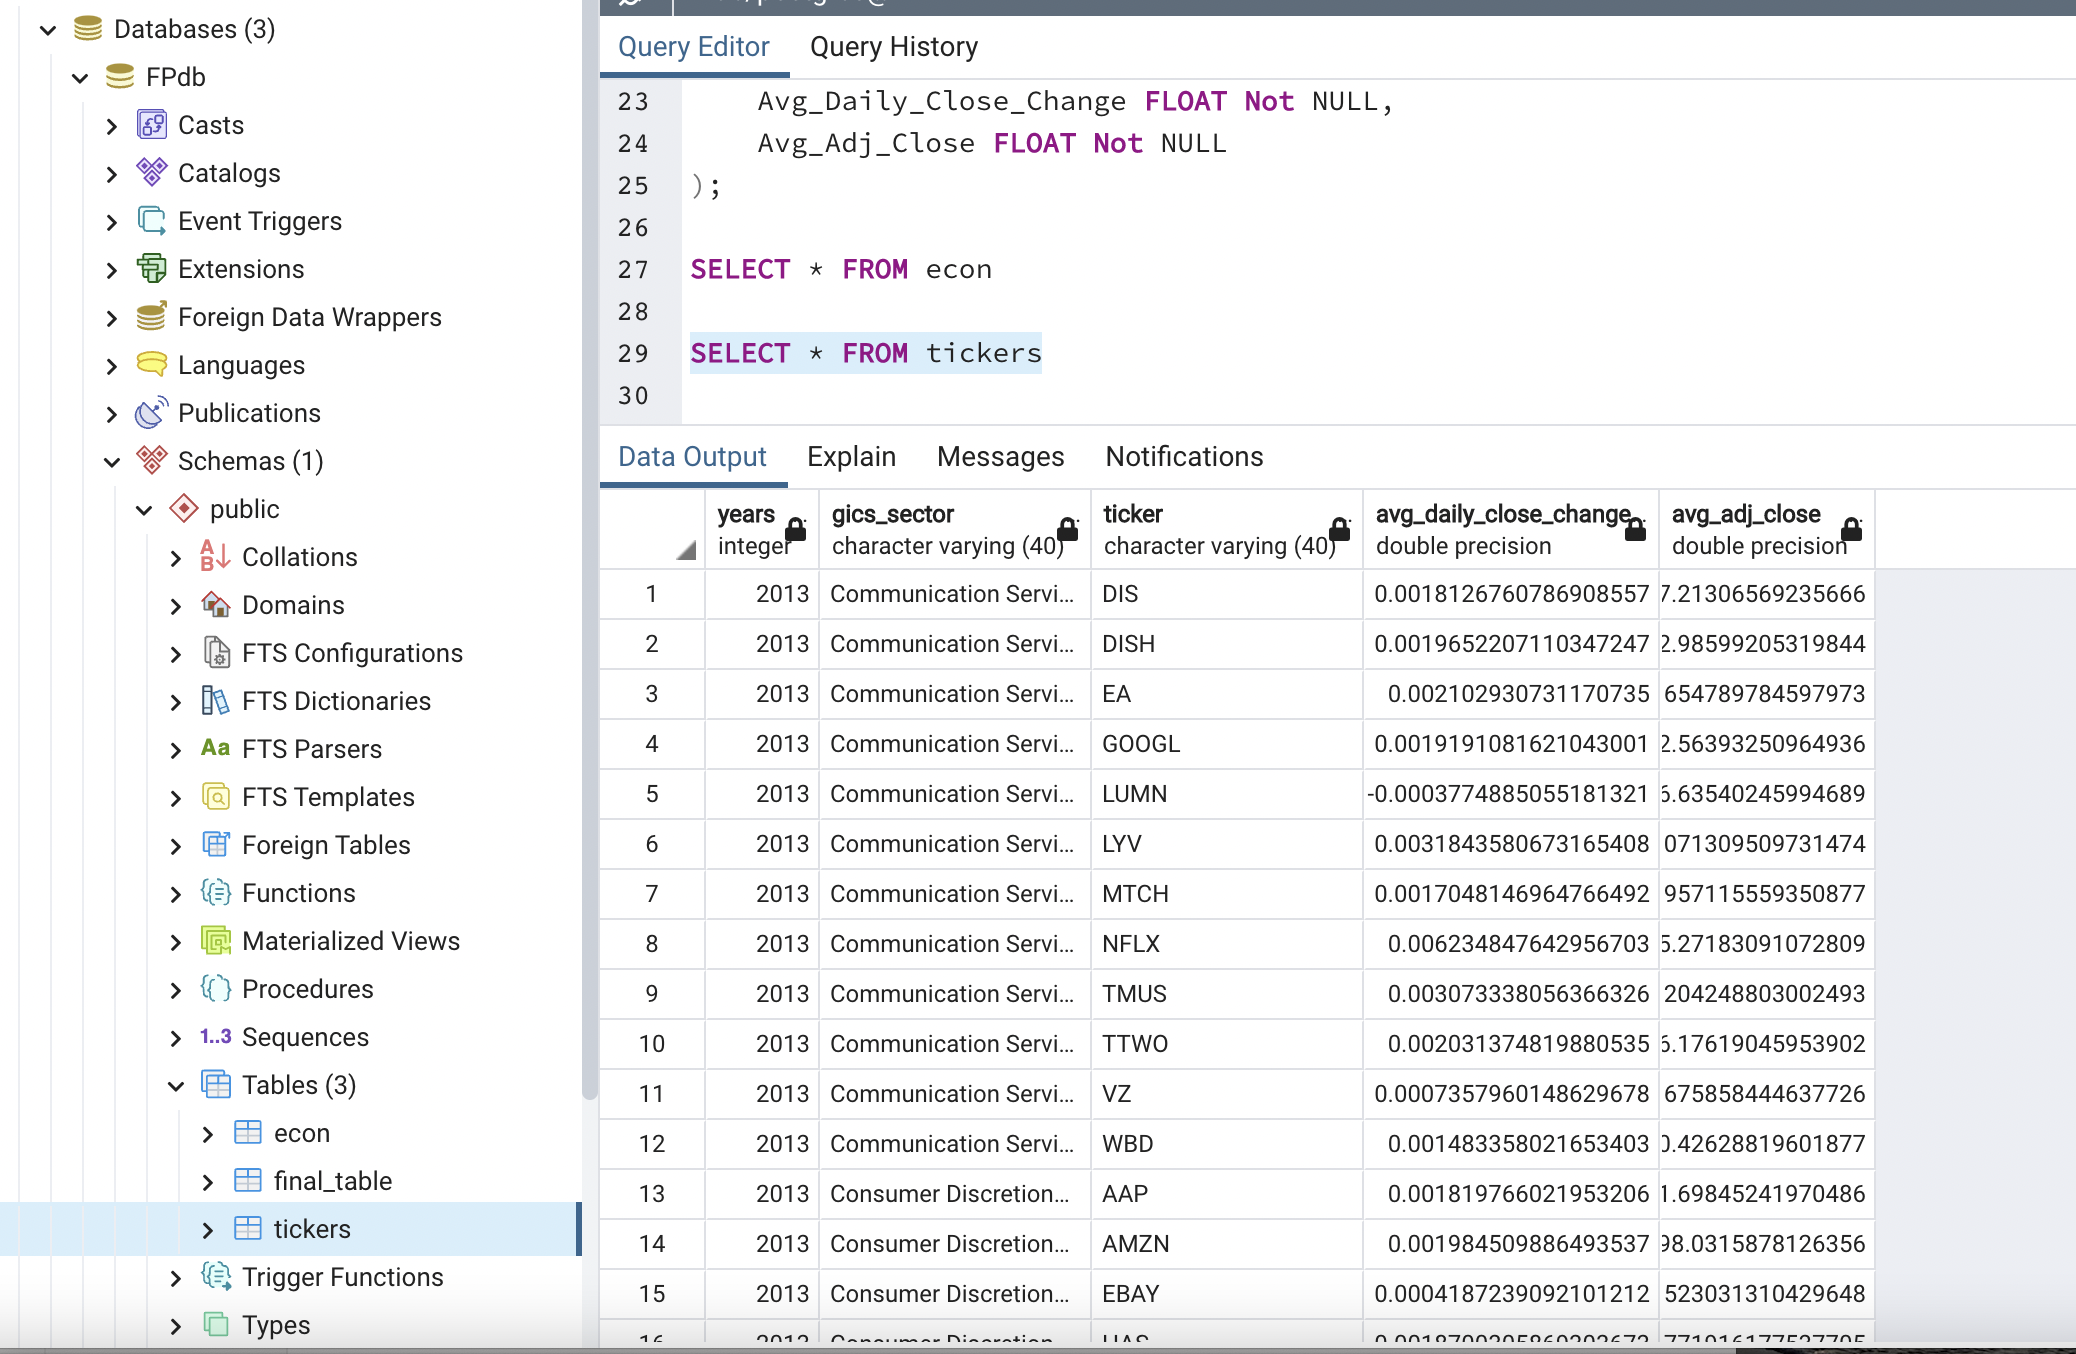 Databases (3)
FPdb
Casts
Catalogs
Event Triggers
Extensions
Foreign Data Wrappers
Languages
Publications
Schemas (1)
public
Collations
Domains
FTS Configurations
FTS Dictionaries
Aa FTS Parsers
FTS Templates
Foreign Tables
Functions
Materialized Views
Procedures
1..3 Sequences
Tables (3)
econ
final_table
tickers
Trigger Functions
Types
Query Editor Query History
23 Avg_Daily_Close_Change FLOAT Not NULL,
24 Avg_Adj_Close FLOAT Not NULL
25 );
26
27 SELECT * FROM econ
28
29 SELECT * FROM tickers
30
Data Output Explain Messages Notifications
years gics_sector ticker avg_daily_close_change avg_adj_close
integer character varying (40) character varying (40) double precision double precision
1 2013 Communication Servi... DIS 0.0018126760786908557 7.21306569235666
2 2013 Communication Servi... DISH 0.0019652207110347247 2.98599205319844
3 2013 Communication Servi... EA 0.002102930731170735 654789784597973
4 2013 Communication Servi... GOOGL 0.0019191081621043001 2.56393250964936
5 2013 Communication Servi... LUMN -0.0003774885055181321 6.63540245994689
6 2013 Communication Servi... LYV 0.0031843580673165408 071309509731474
7 2013 Communication Servi... MTCH 0.0017048146964766492 957115559350877
8 2013 Communication Servi... NFLX 0.006234847642956703 5.27183091072809
9 2013 Communication Servi... TMUS 0.003073338056366326 204248803002493
10 2013 Communication Servi... TTWO 0.002031374819880535 6.17619045953902
11 2013 Communication Servi... VZ 0.0007357960148629678 675858444637726
12 2013 Communication Servi... WBD 0.001483358021653403 0.42628819601877
13 2013 Consumer Discretion... AAP 0.001819766021953206 1.69845241970486
14 2013 Consumer Discretion... AMZN 0.001984509886493537 98.0315878126356
15 2013 Consumer Discretion... EBAY 0.0004187239092101212 523031310429648
16 2013 Consumer Discretion